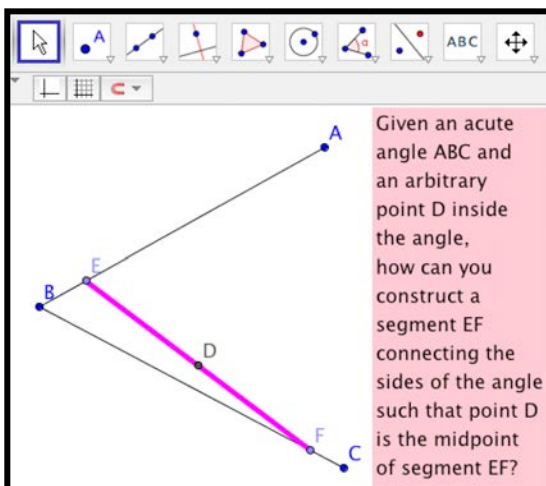 A
α
ABC
A
E
B
D
F
C
Given an acute
angle ABC and
an arbitrary
point D inside
the angle,
how can you
construct a
segment EF
connecting the
sides of the angle
such that point D
is the midpoint
of segment EF?